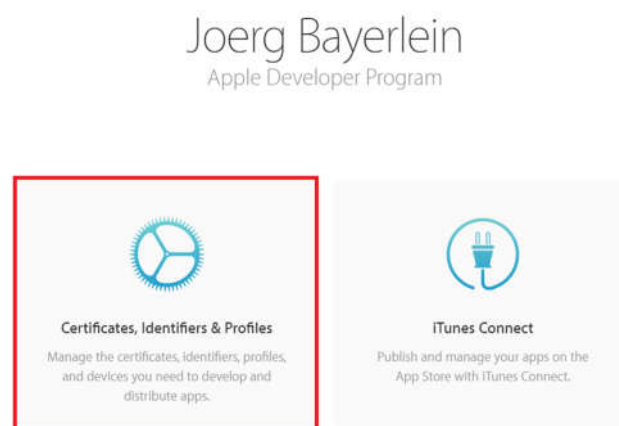 Joerg Bayerlein
Apple Developer Program
Certificates, Identifiers & Profiles
Manage the certificates, identifiers, profiles,
and devices you need to develop and
distribute apps.
iTunes Connect
Publish and manage your apps on the
App Store with iTunes Connect.